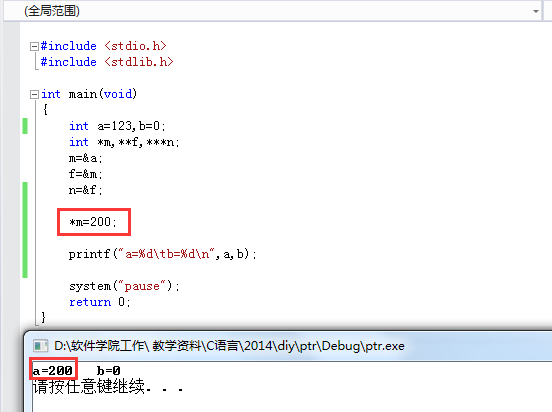 (全局范围)
#include <stdio.h>
#include <stdlib.h>
int main(void)
{
int a=123,b=0;
int *m,**f,***n;
m=&a;
f=&m;
n=&f;
*m=200;
printf("a=%d\tb=%d\n",a,b);
system("pause");
return 0;
}
D:\软件学院工作\ 教学资料\C语言\2014\diy\ptr\Debug\ptr.exe
a=200 b=0
请按任意键继续. . .